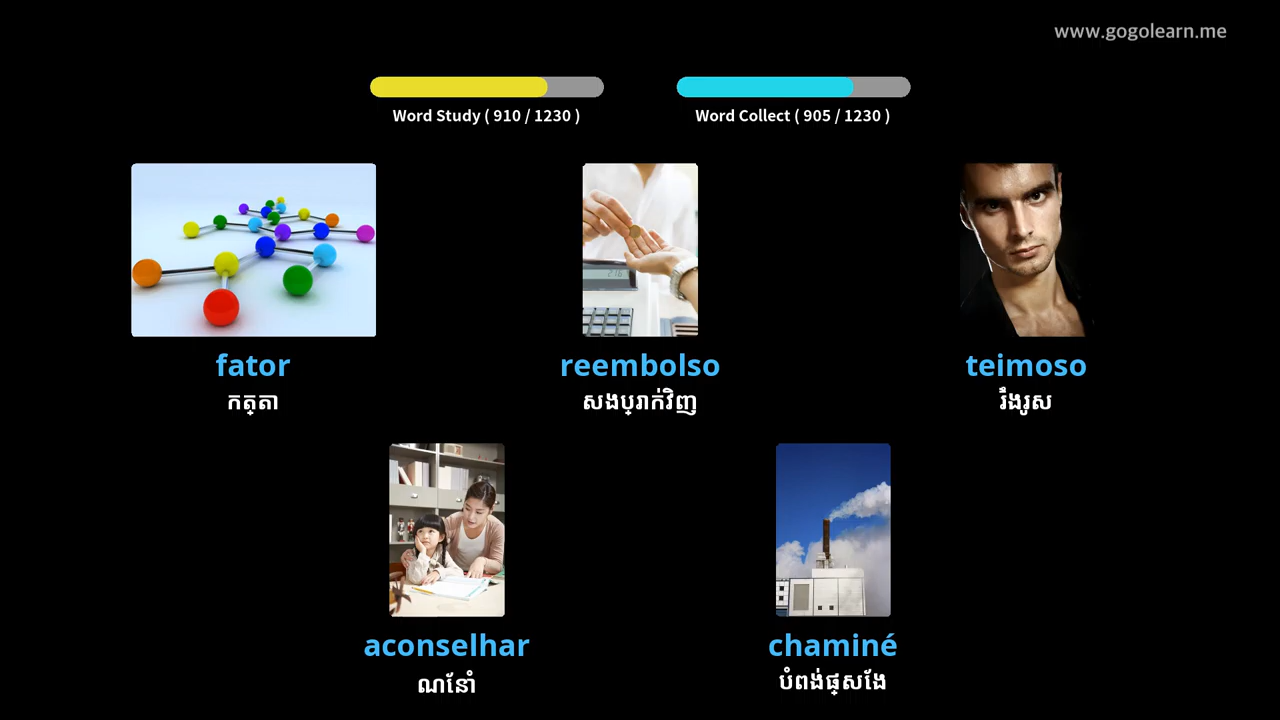 www.gogolearn.me
Word Study ( 910 / 1230 )
Word Collect ( 905 / 1230 )
fator
កត្តា
reembolso
សងប្រាក់វិញ
teimoso
រឹងរូស
aconselhar
ណែនាំ
chaminé
បំពង់ផ្សែង